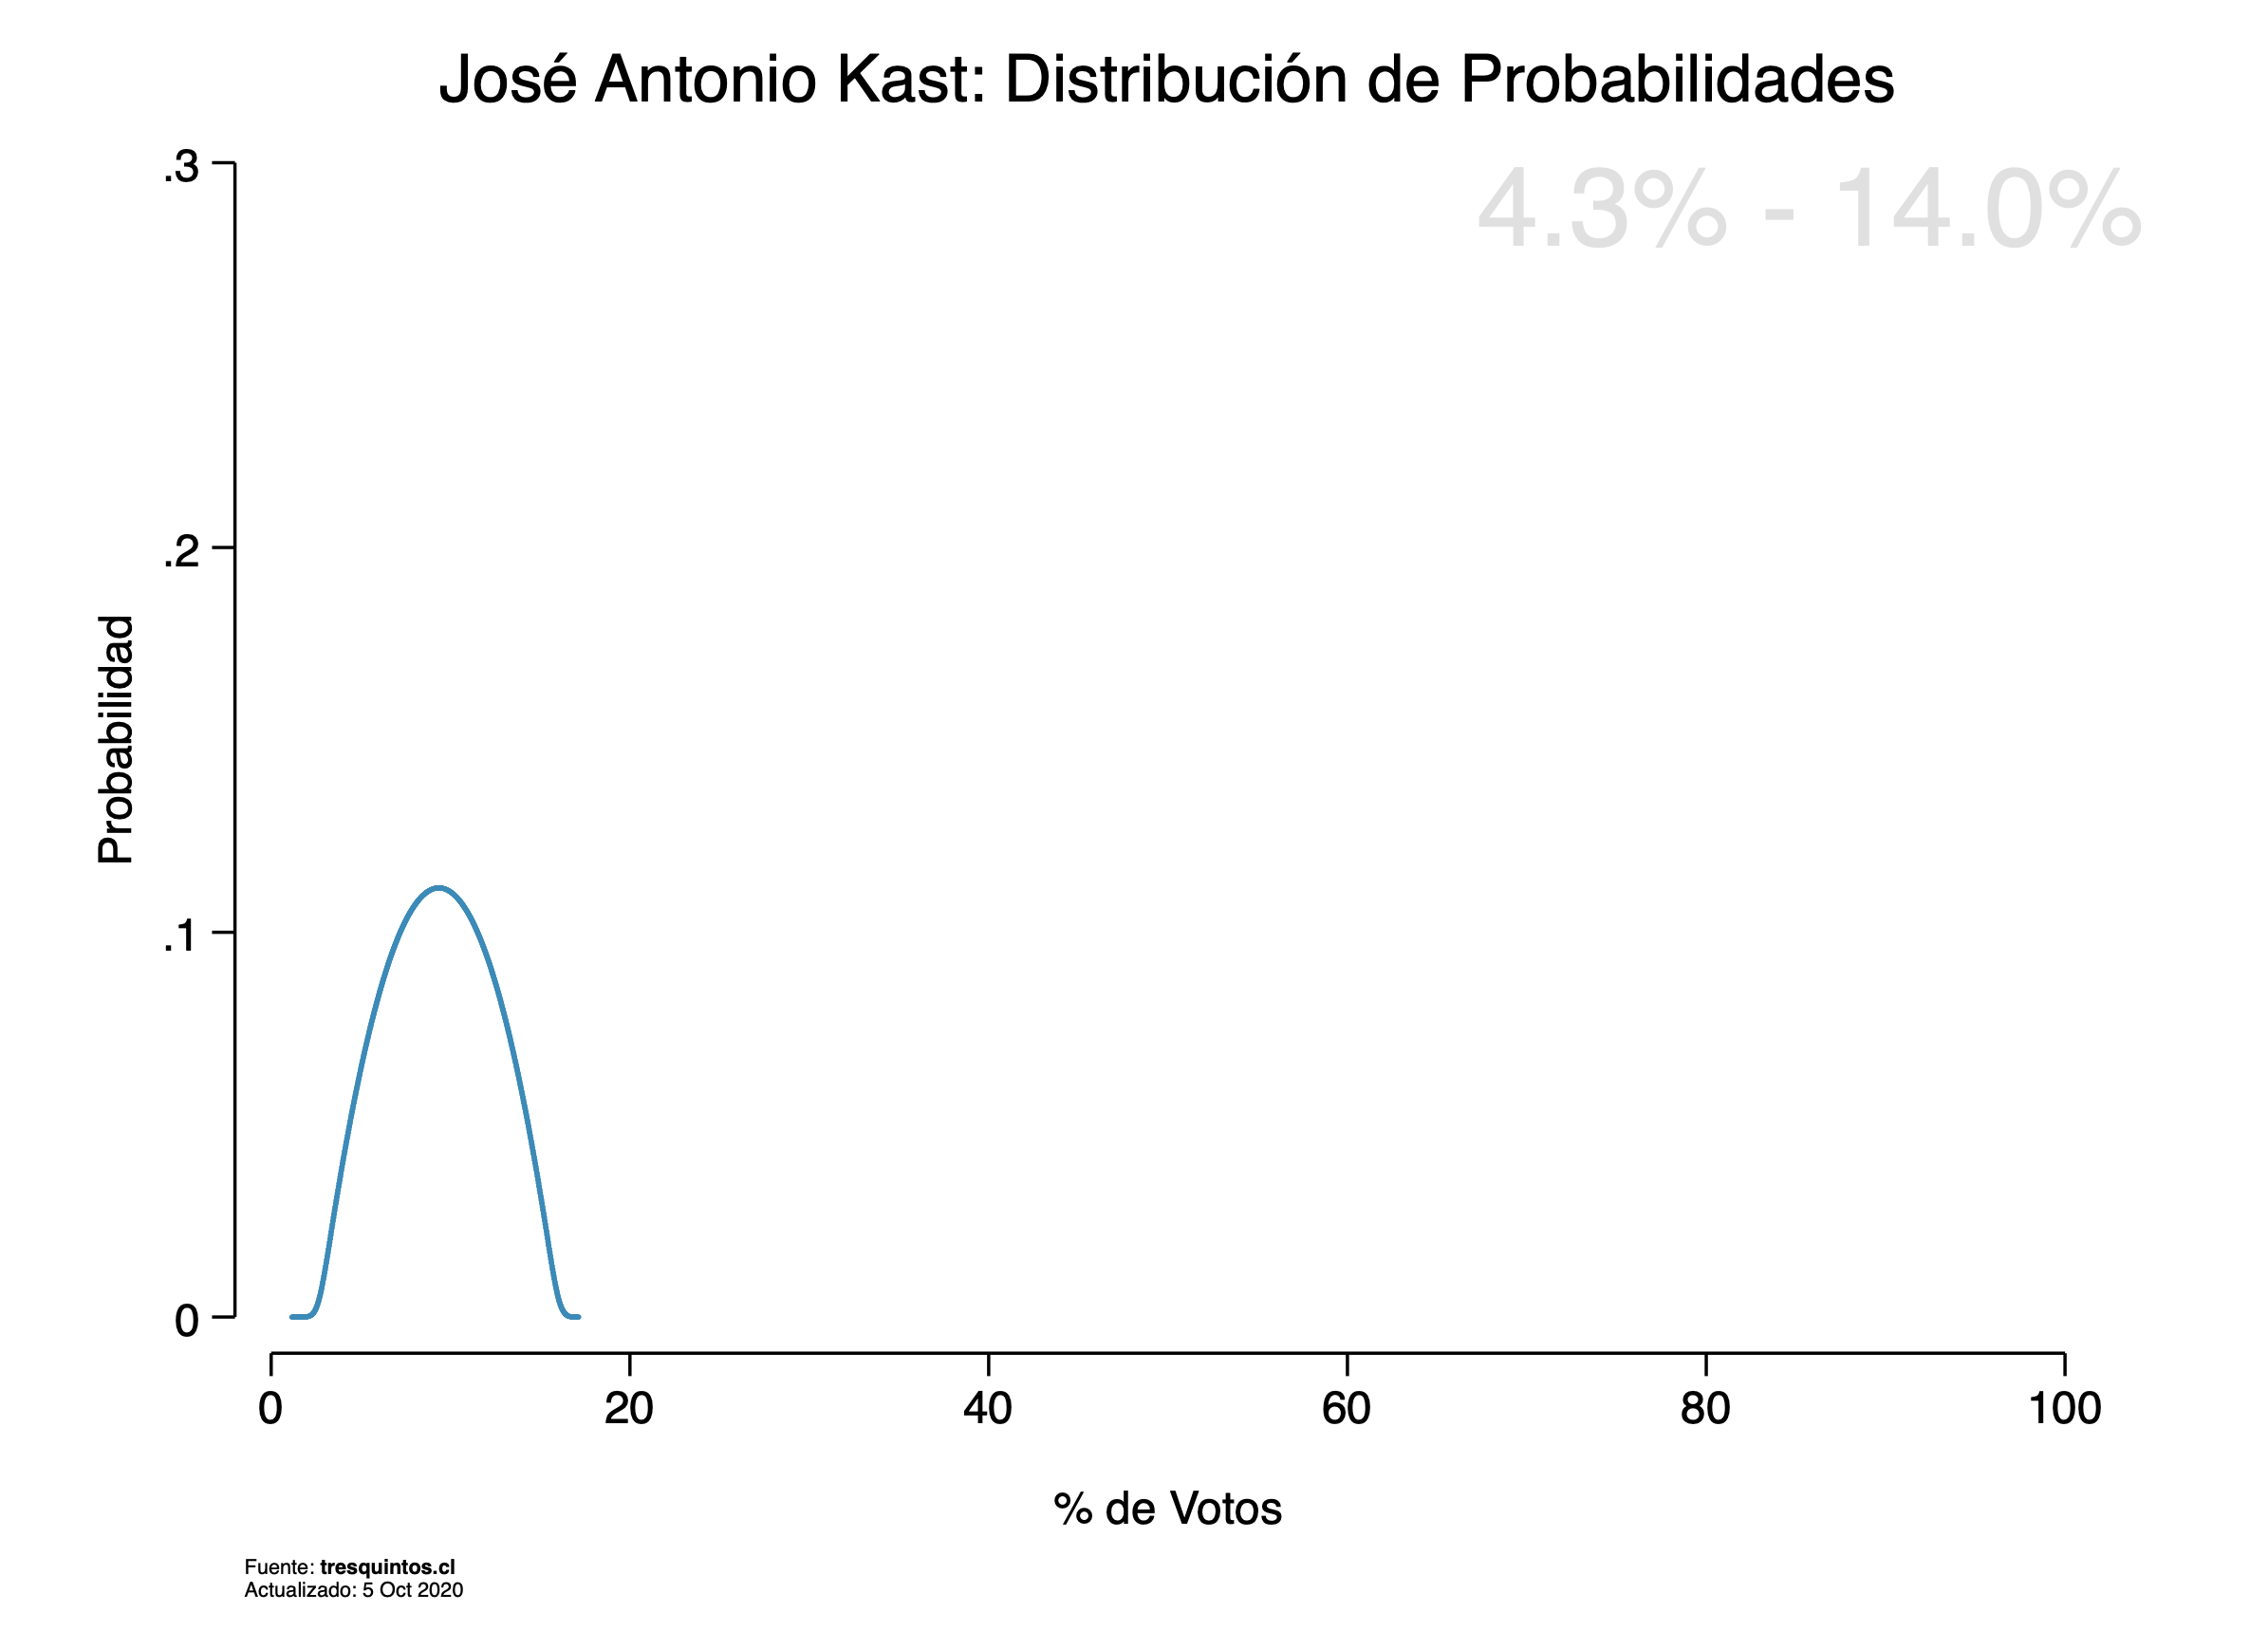 José Antonio Kast: Distribución de Probabilidades
4.3% - 14.0%
.3
.2
.1
0
Probabilidad
0 20 40 60 80 100
% de Votos
Fuente: tresquintos.cl
Actualizado: 5 Oct 2020